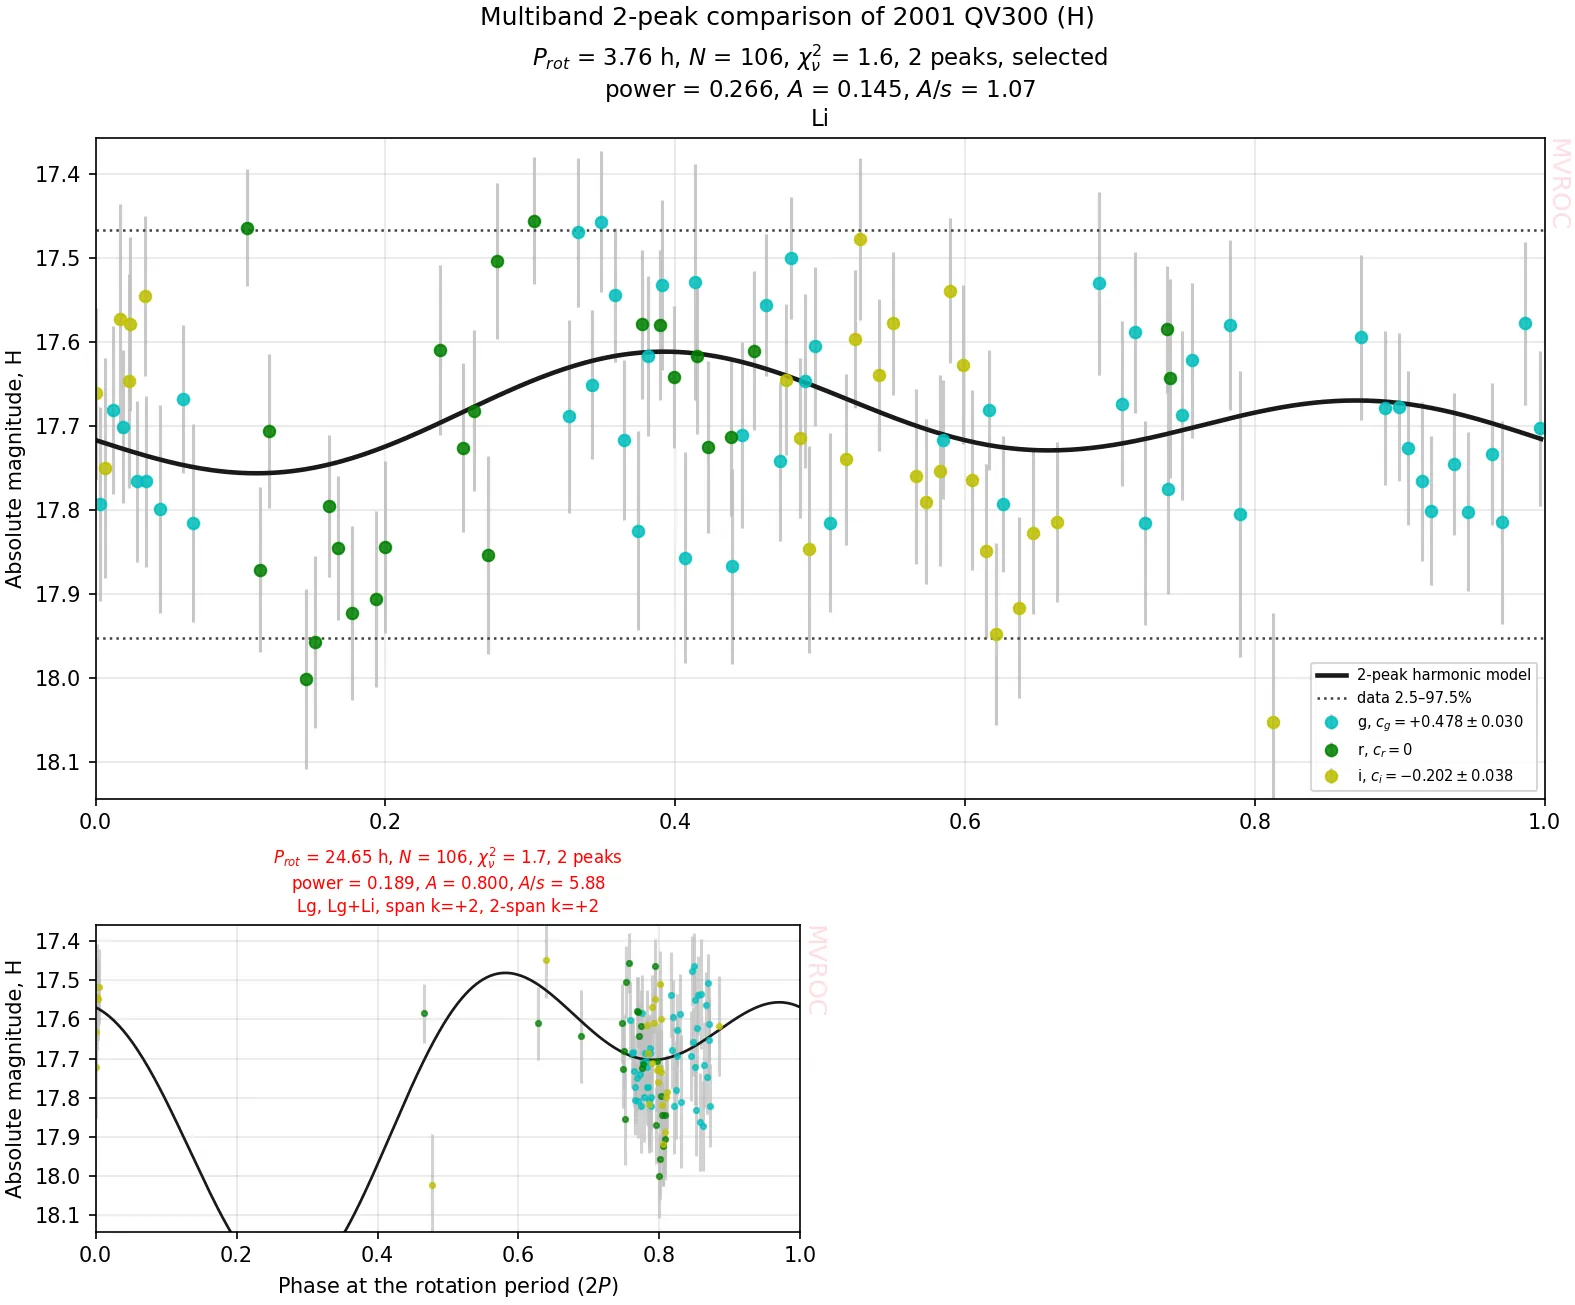 Multiband 2-peak comparison of 2001 QV300 (H)
P_rot = 3.76 h, N = 106, χ²_ν = 1.6, 2 peaks, selected
power = 0.266, A = 0.145, A/s = 1.07
Li
MVROC
Absolute magnitude, H
17.4
17.5
17.6
17.7
17.8
17.9
18.0
18.1
2-peak harmonic model
data 2.5–97.5%
g, c_g = +0.478 ± 0.030
r, c_r = 0
i, c_i = −0.202 ± 0.038
0.0 0.2 0.4 0.6 0.8 1.0
P_rot = 24.65 h, N = 106, χ²_ν = 1.7, 2 peaks
power = 0.189, A = 0.800, A/s = 5.88
Lg, Lg+Li, span k=+2, 2-span k=+2
MVROC
Absolute magnitude, H
17.4
17.5
17.6
17.7
17.8
17.9
18.0
18.1
0.0 0.2 0.4 0.6 0.8 1.0
Phase at the rotation period (2P)